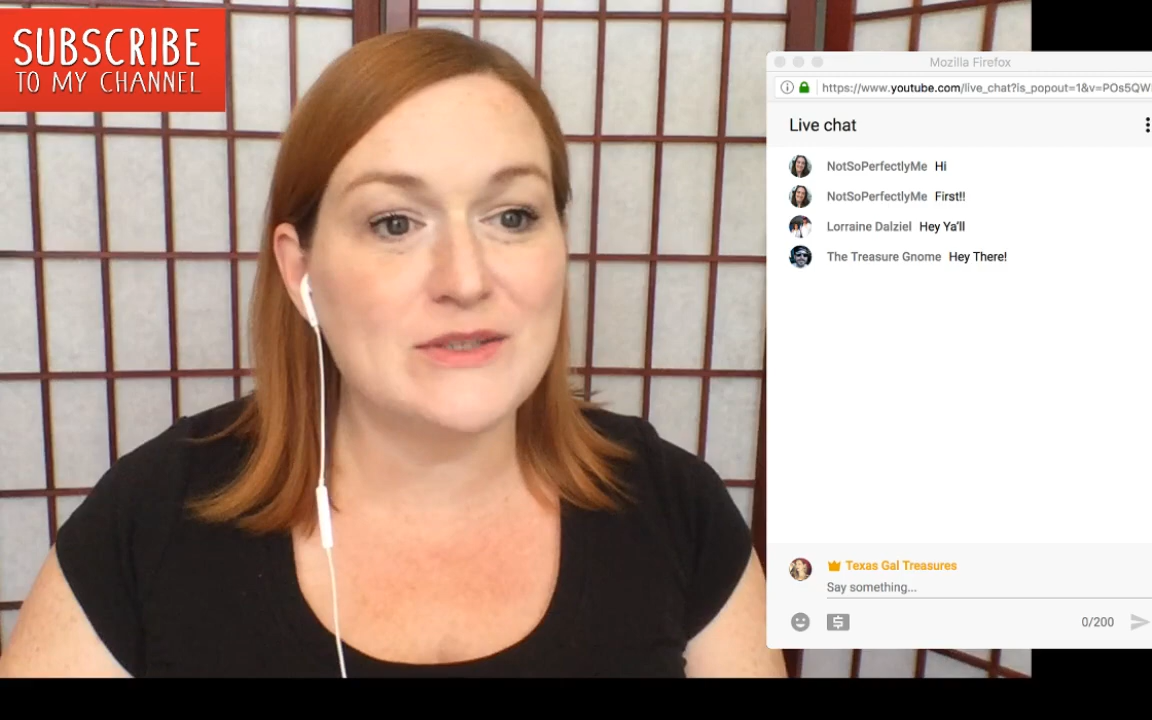 SUBSCRIBE
TO MY CHANNEL
Mozilla Firefox
https://www.youtube.com/live_chat?is_popout=1&v=POs5QW
Live chat
NotSoPerfectlyMe Hi
NotSoPerfectlyMe First!!
Lorraine Dalziel Hey Ya'll
The Treasure Gnome Hey There!
Texas Gal Treasures
Say something...
0/200